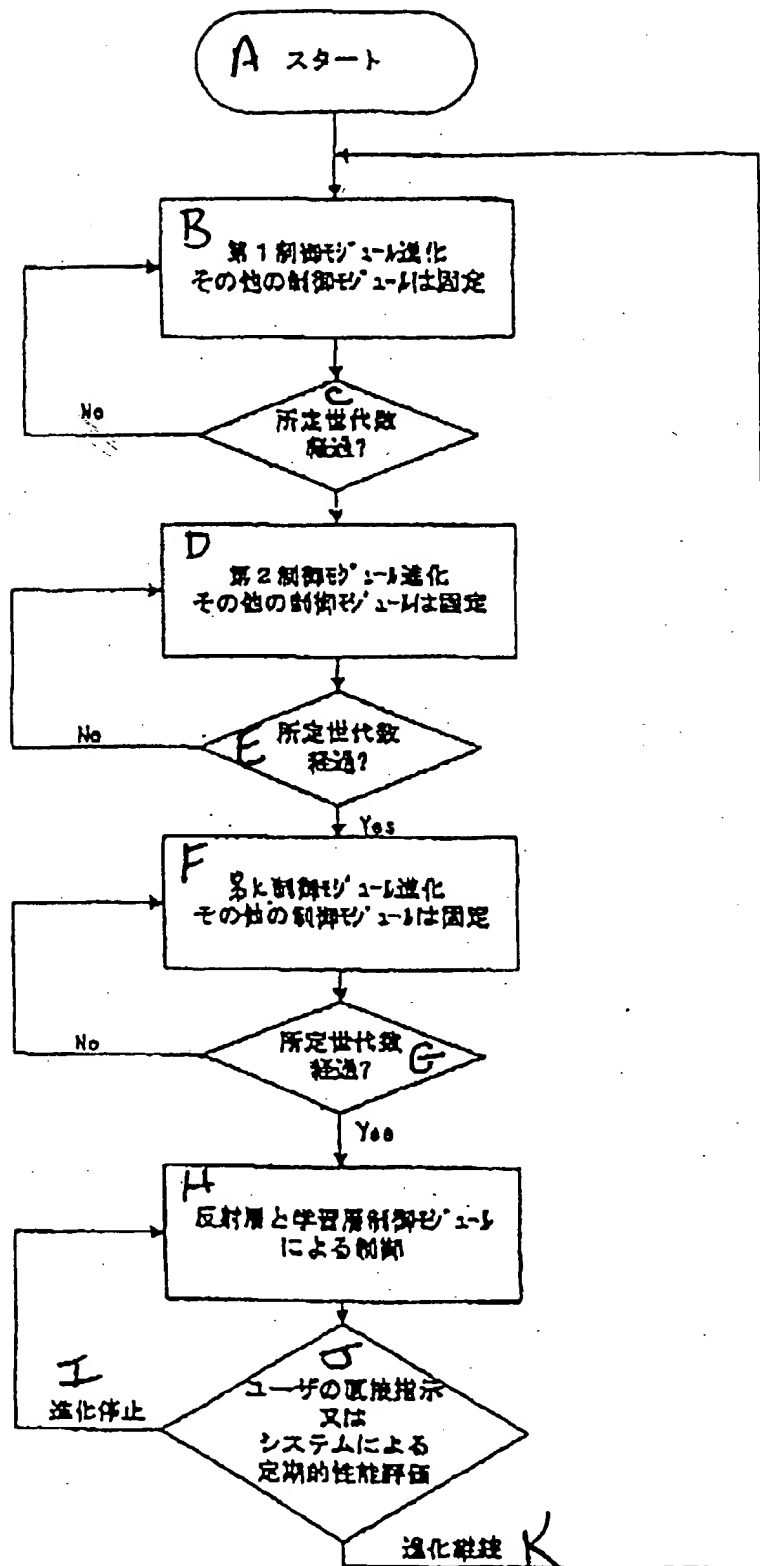 A スタート
B
第1制御モジュール進化
その他の制御モジュールは固定
No
C
所定世代数
経過?
D
第2制御モジュール進化
その他の制御モジュールは固定
No
E 所定世代数
経過?
Yes
F
第k制御モジュール進化
その他の制御モジュールは固定
No
所定世代数
経過? G
Yes
H
反射層と学習層制御モジュール
による制御
I
進化停止
J
ユーザの直接指示
又は
システムによる
定期的性能評価
進化継続 K